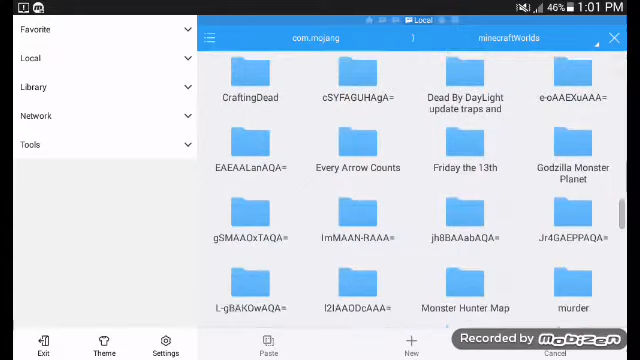 46% 1:01 PM
Local
Favorite
com.mojang
minecraftWorlds
Local
Library
Network
Tools
CraftingDead
cSYFAGUHAgA=
Dead By DayLight
update traps and
e-oAAEXuAAA=
EAEAALanAQA=
Every Arrow Counts
Friday the 13th
Godzilla Monster
Planet
gSMAAOxTAQA=
ImMAAN-RAAA=
jh8BAAabAQA=
Jr4GAEPPAQA=
L-gBAKOwAQA=
l2IAAODcAAA=
Monster Hunter Map
murder
Exit
Theme
Settings
Paste
New
Cancel
Recorded by Mobizen